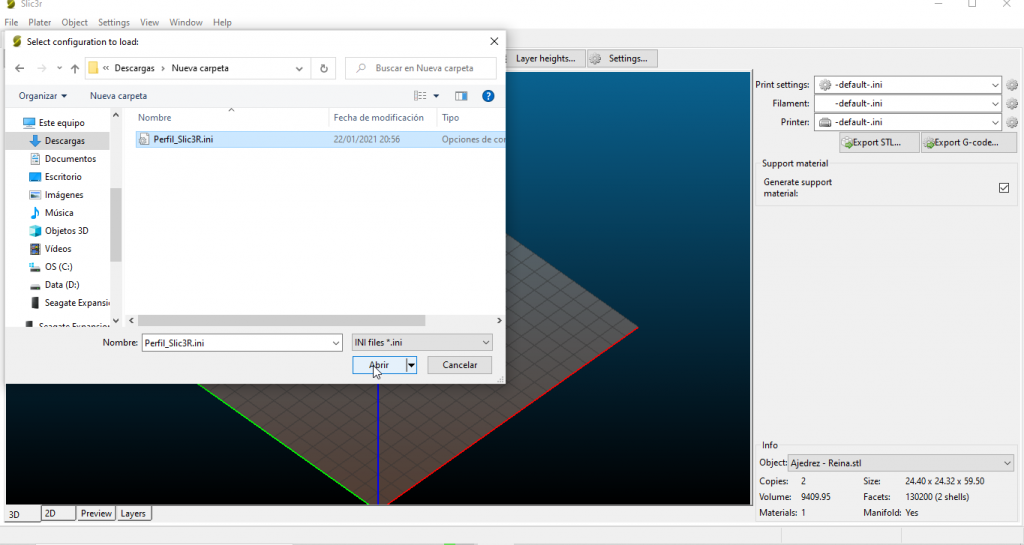 Slic3r
File Plater Object Settings View Window Help
Select configuration to load:
« Descargas › Nueva carpeta
Buscar en Nueva carpeta
Layer heights...
Settings...
Organizar
Nueva carpeta
Nombre
Fecha de modificación
Tipo
Perfil_Slic3R.ini
22/01/2021 20:56
Opciones de co
Este equipo
Descargas
Documentos
Escritorio
Imágenes
Música
Objetos 3D
Vídeos
OS (C:)
Data (D:)
Seagate Expansi
Seagate Expansion
Nombre:
Perfil_Slic3R.ini
INI files *.ini
Abrir
Cancelar
Print settings:
-default-.ini
Filament:
-default-.ini
Printer:
-default-.ini
Export STL...
Export G-code...
Support material
Generate support
material:
Info
Object: Ajedrez - Reina.stl
Copies: 2 Size: 24.40 x 24.32 x 59.50
Volume: 9409.95 Facets: 130200 (2 shells)
Materials: 1 Manifold: Yes
3D 2D Preview Layers